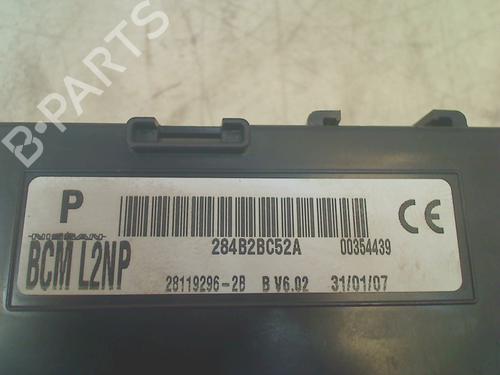 B-PARTS
P
NISSAN
BCM L2NP
284B2BC52A 00354439
28119296-2B B V6.02 31/01/07
CE